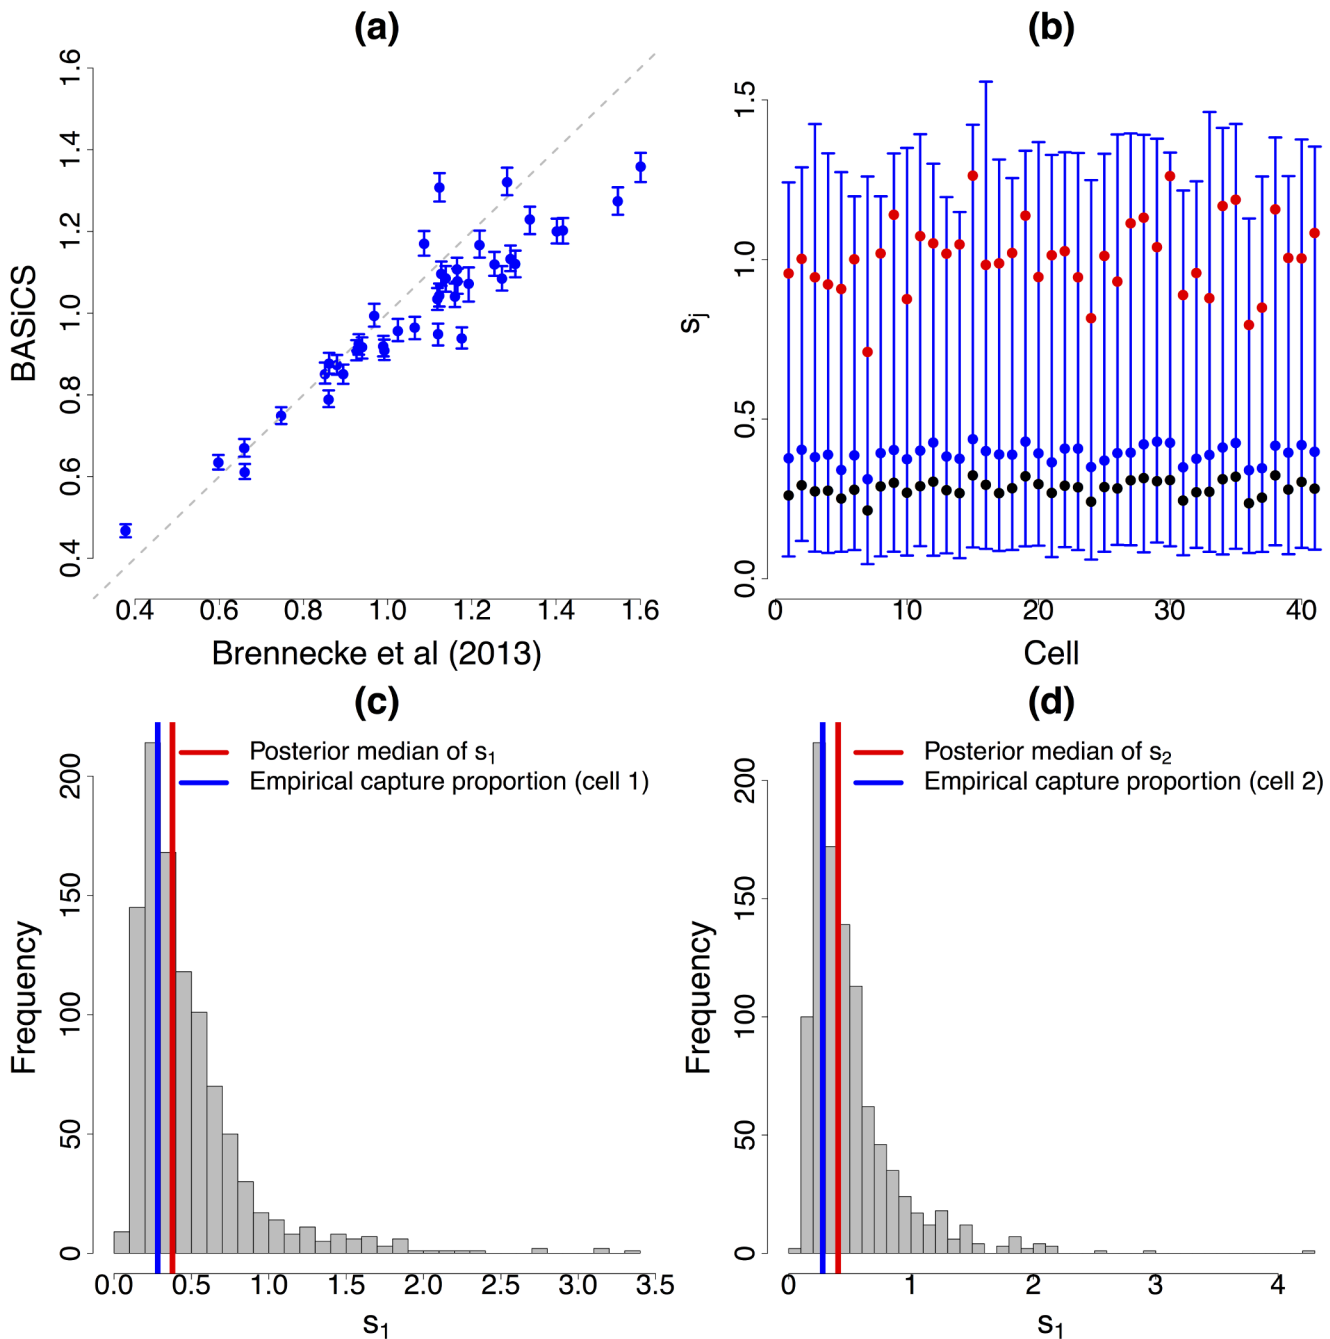 (a)
BASiCS
1.6
1.4
1.2
1.0
0.8
0.6
0.4
0.4 0.6 0.8 1.0 1.2 1.4 1.6
Brennecke et al (2013)
(b)
s_j
1.5
1.0
0.5
0.0
0 10 20 30 40
Cell
(c)
Posterior median of s₁
Empirical capture proportion (cell 1)
Frequency
200
150
100
50
0
0.0 0.5 1.0 1.5 2.0 2.5 3.0 3.5
s₁
(d)
Posterior median of s₂
Empirical capture proportion (cell 2)
Frequency
200
150
100
50
0
0 1 2 3 4
s₁